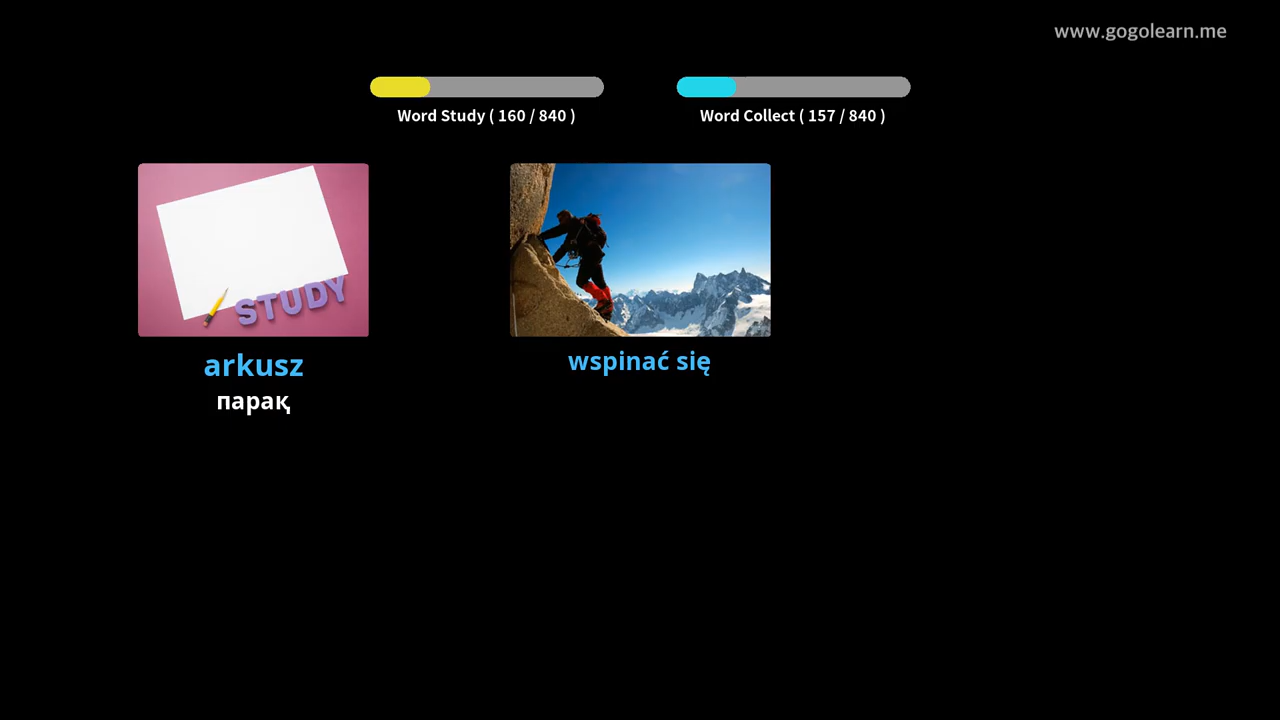 www.gogolearn.me
Word Study ( 160 / 840 )
Word Collect ( 157 / 840 )
STUDY
arkusz
парақ
wspinać się